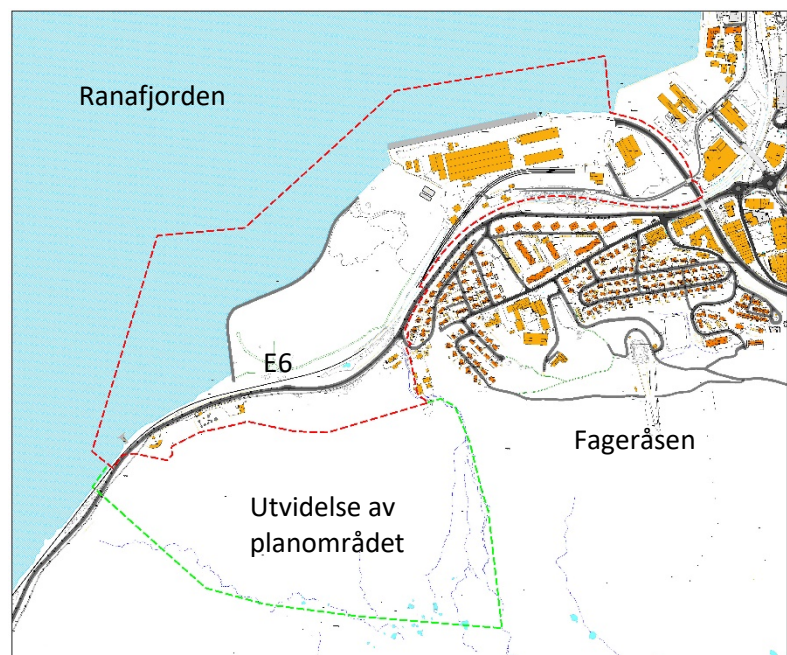 Ranafjorden
E6
Fageråsen
Utvidelse av
planområdet